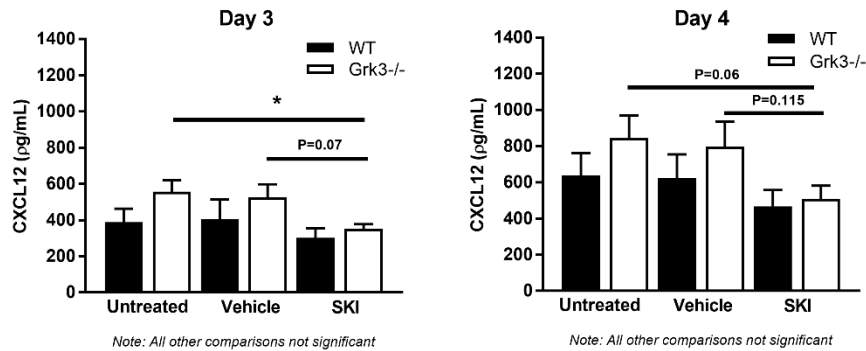 Day 3
CXCL12 (ρg/mL)
1400
1200
1000
800
600
400
200
0
WT
Grk3-/-
*
P=0.07
Untreated
Vehicle
SKI
Note: All other comparisons not significant
Day 4
CXCL12 (ρg/mL)
1400
1200
1000
800
600
400
200
0
WT
Grk3-/-
P=0.06
P=0.115
Untreated
Vehicle
SKI
Note: All other comparisons not significant